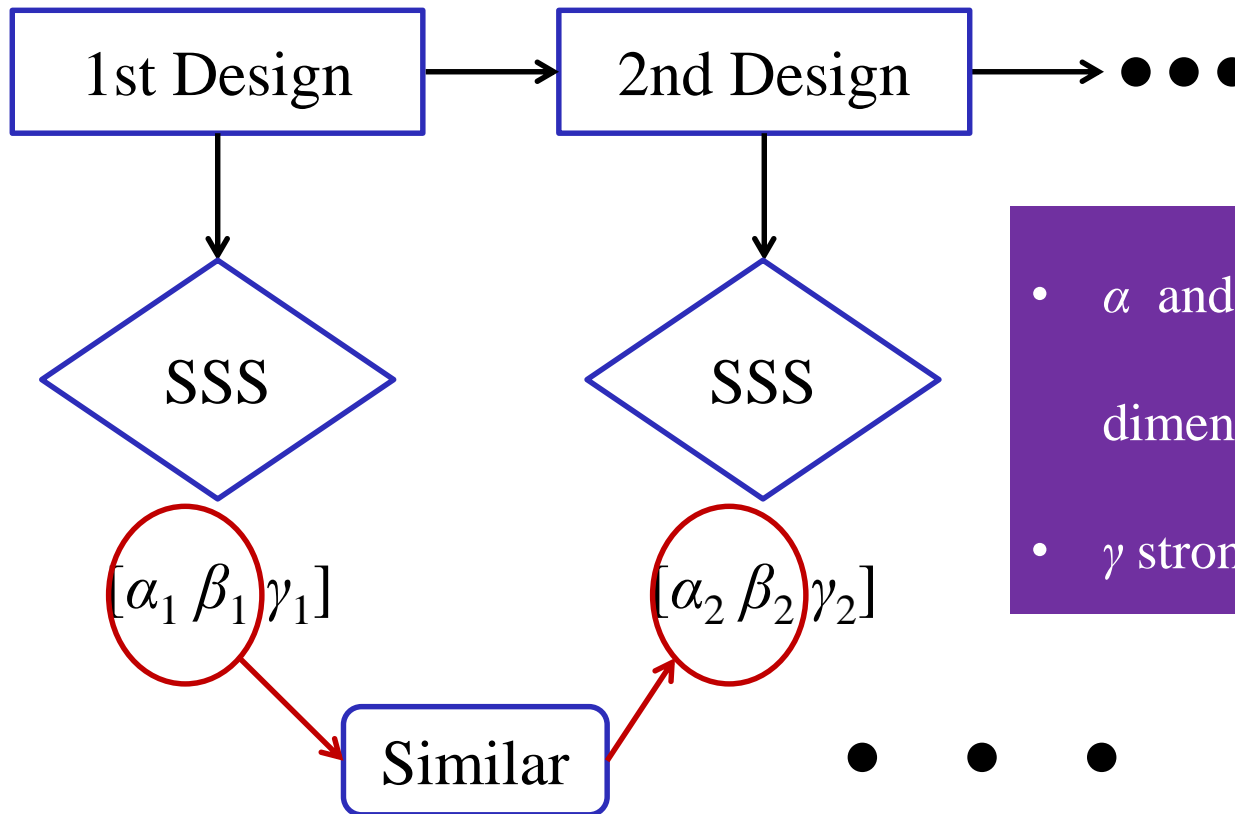 1st Design
2nd Design
SSS
SSS
• α and
dimen
• γ stron
[α₁ β₁ γ₁]
[α₂ β₂ γ₂]
Similar